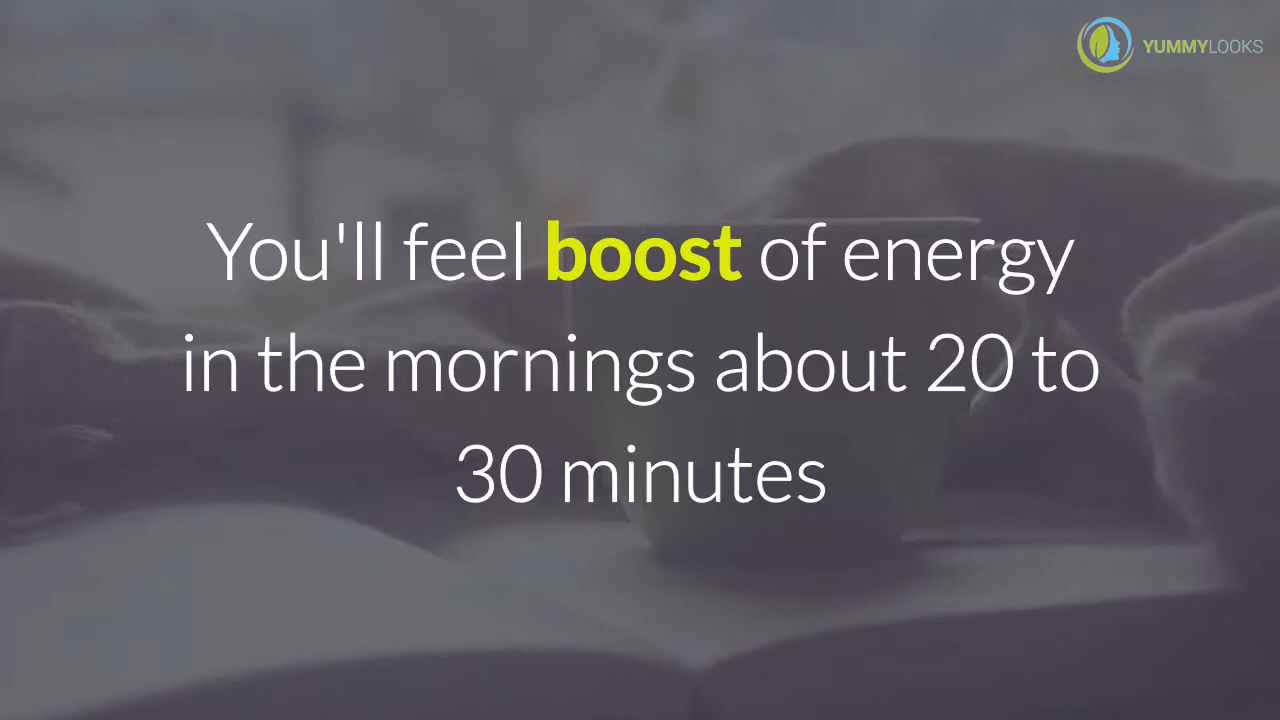 YUMMYLOOKS
You'll feel boost of energy
in the mornings about 20 to
30 minutes